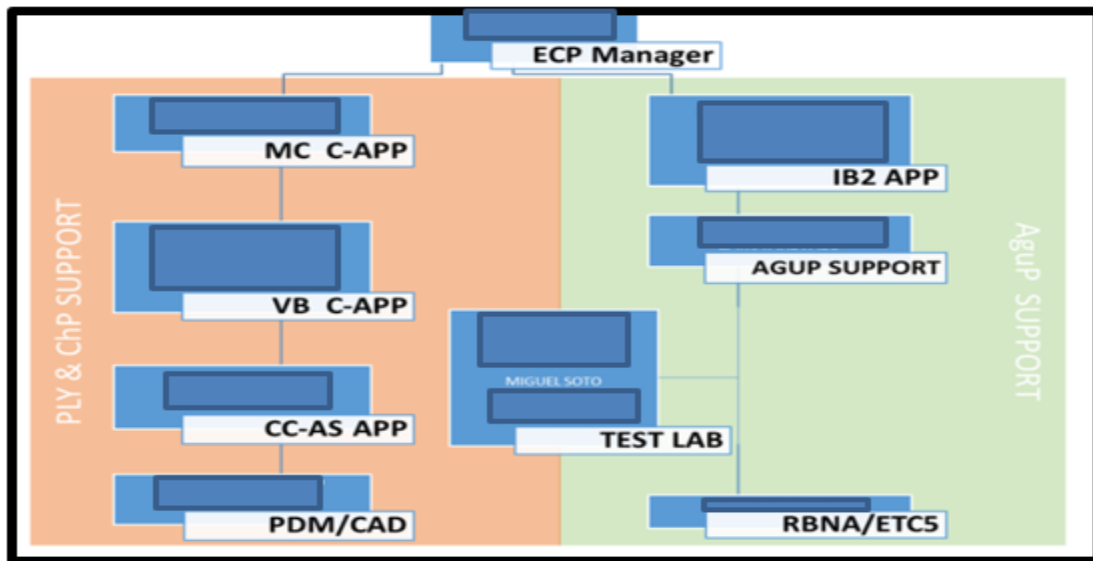 ECP Manager
MC C-APP
VB C-APP
CC-AS APP
PDM/CAD
PLY & ChP SUPPORT
IB2 APP
AGUP SUPPORT
MIGUEL SOTO
TEST LAB
RBNA/ETC5
AguP SUPPORT